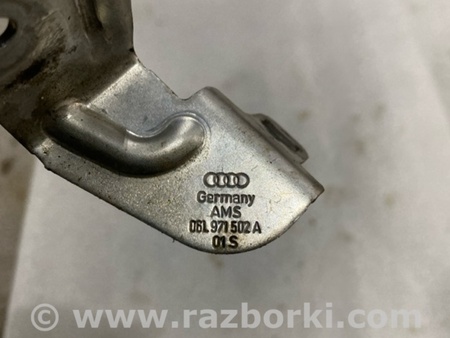 Germany
AMS
06L 971 502 A
01 S
© www.razborki.com